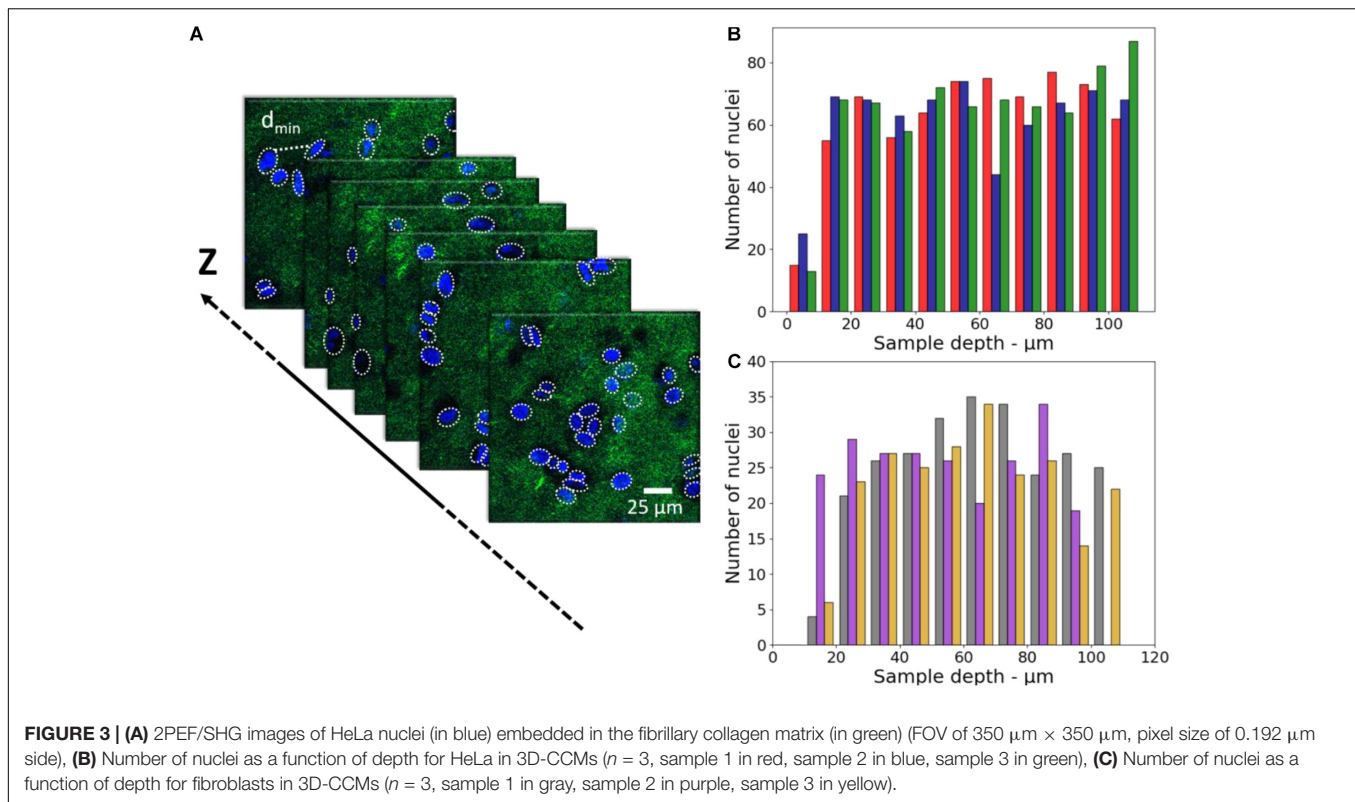 A
d_min
Z
25 µm
B
Number of nuclei
80
60
40
20
0
0 20 40 60 80 100
Sample depth - µm
C
Number of nuclei
40
35
30
25
20
15
10
5
0
0 20 40 60 80 100 120
Sample depth - µm
FIGURE 3 | (A) 2PEF/SHG images of HeLa nuclei (in blue) embedded in the fibrillary collagen matrix (in green) (FOV of 350 µm × 350 µm, pixel size of 0.192 µm
side), (B) Number of nuclei as a function of depth for HeLa in 3D-CCMs (n = 3, sample 1 in red, sample 2 in blue, sample 3 in green), (C) Number of nuclei as a
function of depth for fibroblasts in 3D-CCMs (n = 3, sample 1 in gray, sample 2 in purple, sample 3 in yellow).